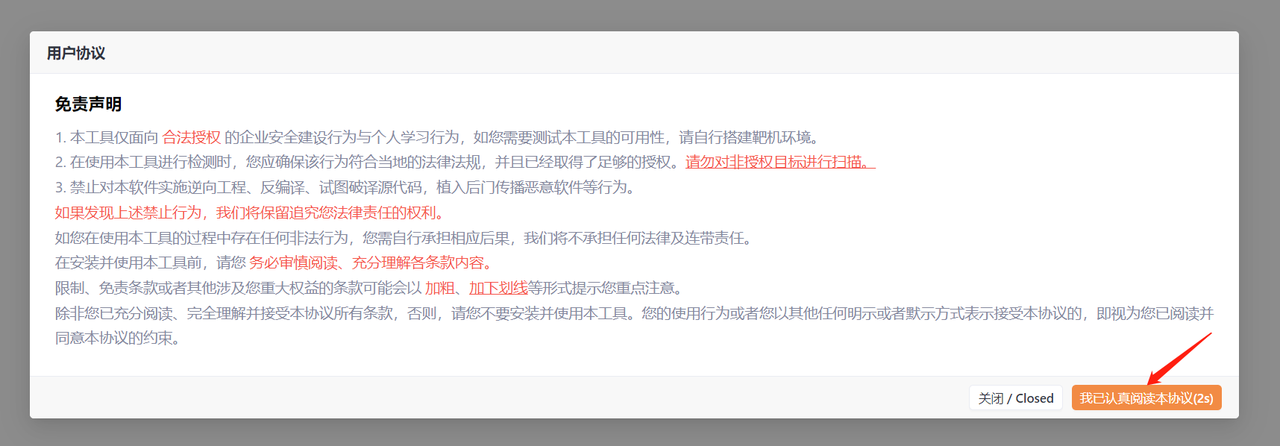 用户协议
免责声明
1. 本工具仅面向 合法授权 的企业安全建设行为与个人学习行为，如您需要测试本工具的可用性，请自行搭建靶机环境。
2. 在使用本工具进行检测时，您应确保该行为符合当地的法律法规，并且已经取得了足够的授权。请勿对非授权目标进行扫描。
3. 禁止对本软件实施逆向工程、反编译、试图破译源代码，植入后门传播恶意软件等行为。
如果发现上述禁止行为，我们将保留追究您法律责任的权利。
如您在使用本工具的过程中存在任何非法行为，您需自行承担相应后果，我们将不承担任何法律及连带责任。
在安装并使用本工具前，请您 务必审慎阅读、充分理解各条款内容。
限制、免责条款或者其他涉及您重大权益的条款可能会以 加粗、加下划线等形式提示您重点注意。
除非您已充分阅读、完全理解并接受本协议所有条款，否则，请您不要安装并使用本工具。您的使用行为或者您以其他任何明示或者默示方式表示接受本协议的，即视为您已阅读并
同意本协议的约束。
关闭 / Closed
我已认真阅读本协议(2s)